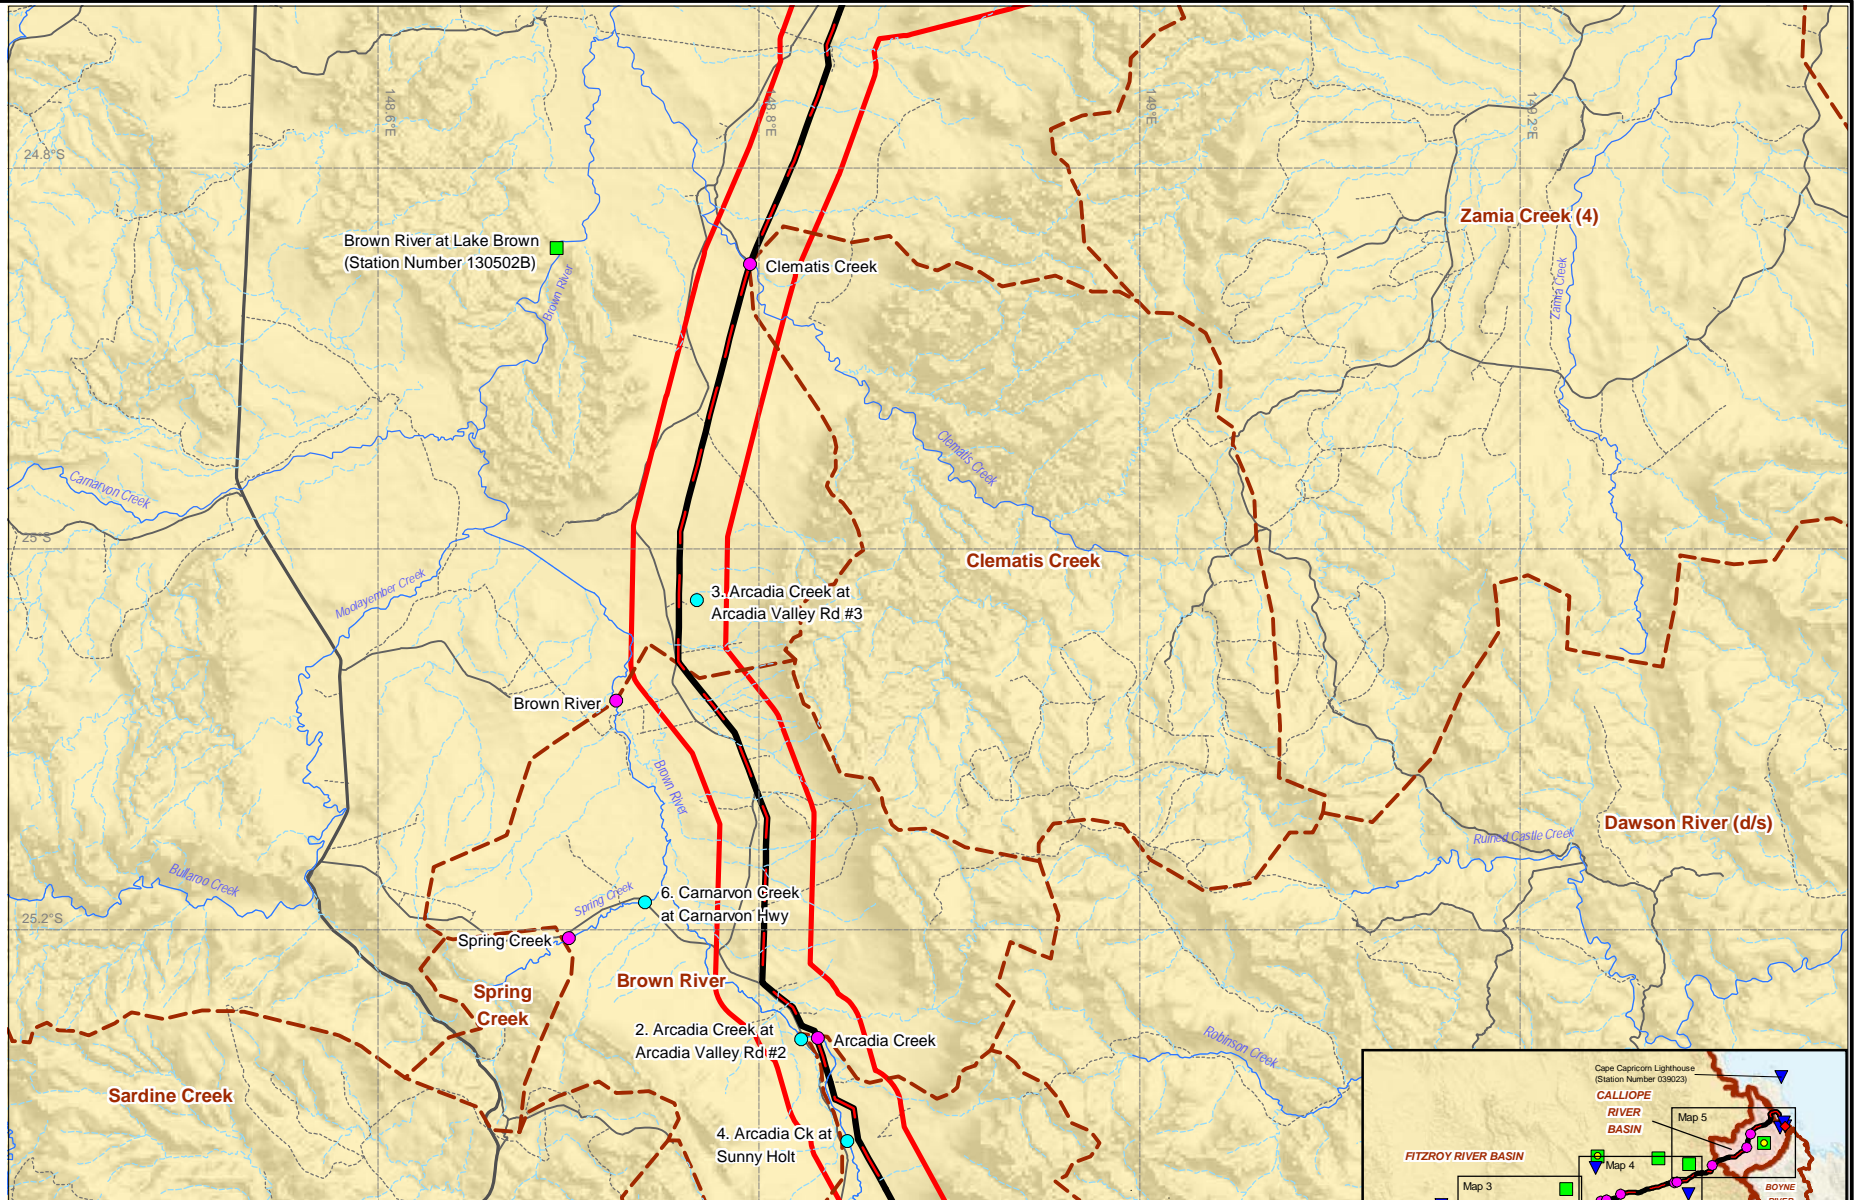 148.6°E
148.8°E
149°E
149.2°E
24.8°S
Zamia Creek (4)
Brown River at Lake Brown
(Station Number 130502B)
Clematis Creek
Brown River
Zamia Creek
Clematis Creek
Carnarvon Creek
25°S
Clematis Creek
Moolayember Creek
3. Arcadia Creek at
Arcadia Valley Rd #3
Brown River
Brown River
Dawson River (d/s)
Ruined Castle Creek
Bullaroo Creek
Spring Creek
6. Carnarvon Creek
at Carnarvon Hwy
25.2°S
Spring Creek
Brown River
Spring
Creek
2. Arcadia Creek at
Arcadia Valley Rd #2
Arcadia Creek
Robinson Creek
Sardine Creek
4. Arcadia Ck at
Sunny Holt
Cape Capricorn Lighthouse
(Station Number 039023)
CALLIOPE
RIVER
BASIN
Map 5
FITZROY RIVER BASIN
Map 4
Map 3
BOYNE
RIVER